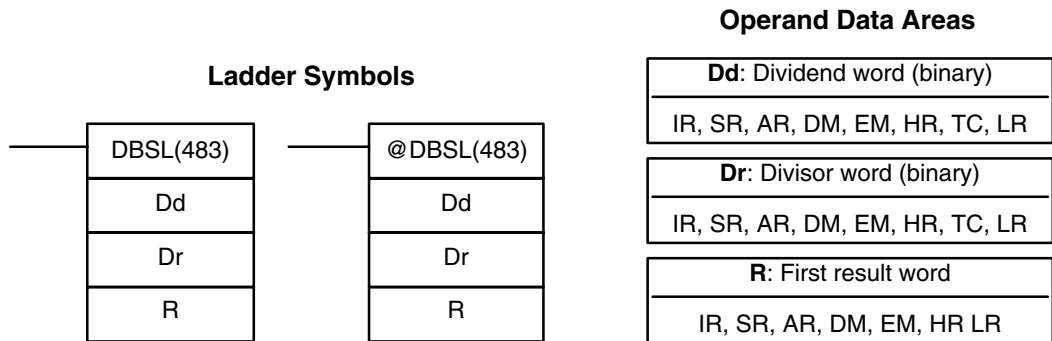 Ladder Symbols
DBSL(483)
Dd
Dr
R
@DBSL(483)
Dd
Dr
R
Operand Data Areas
Dd: Dividend word (binary)
IR, SR, AR, DM, EM, HR, TC, LR
Dr: Divisor word (binary)
IR, SR, AR, DM, EM, HR, TC, LR
R: First result word
IR, SR, AR, DM, EM, HR LR